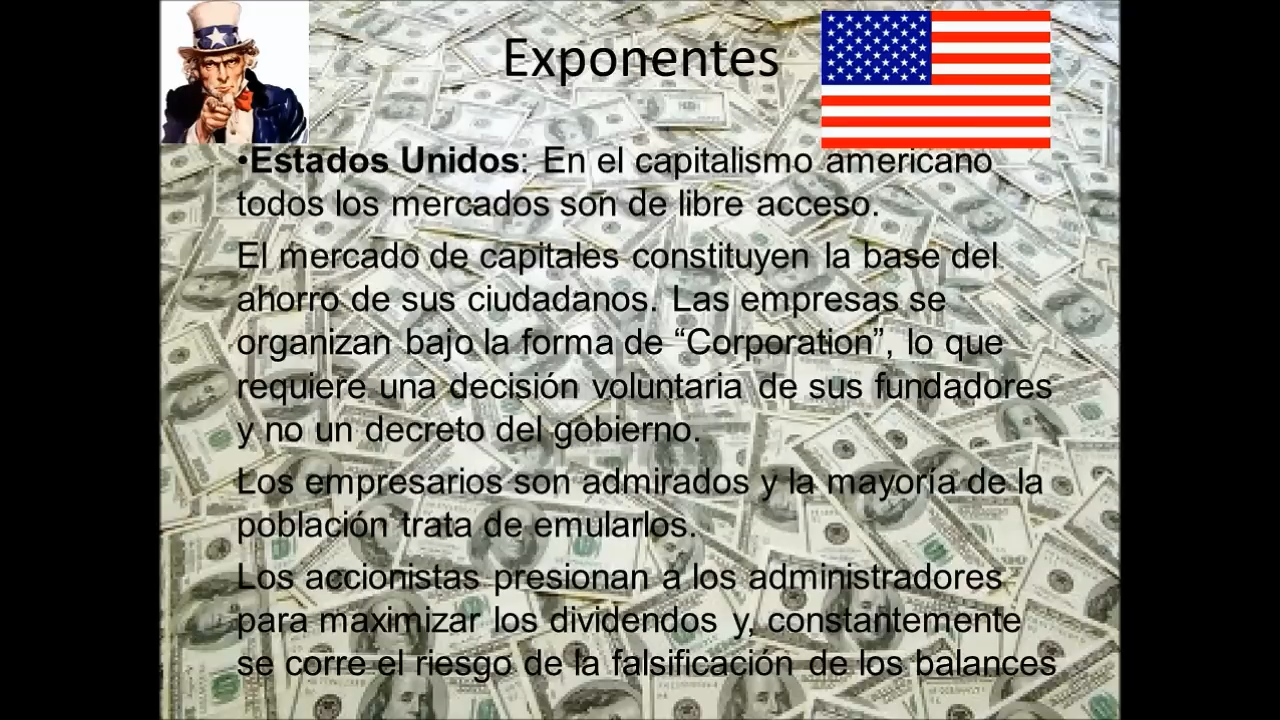 Exponentes
•Estados Unidos: En el capitalismo americano
todos los mercados son de libre acceso.
El mercado de capitales constituyen la base del
ahorro de sus ciudadanos. Las empresas se
organizan bajo la forma de “Corporation”, lo que
requiere una decisión voluntaria de sus fundadores
y no un decreto del gobierno.
Los empresarios son admirados y la mayoría de la
población trata de emularlos.
Los accionistas presionan a los administradores
para maximizar los dividendos y, constantemente
se corre el riesgo de la falsificación de los balances